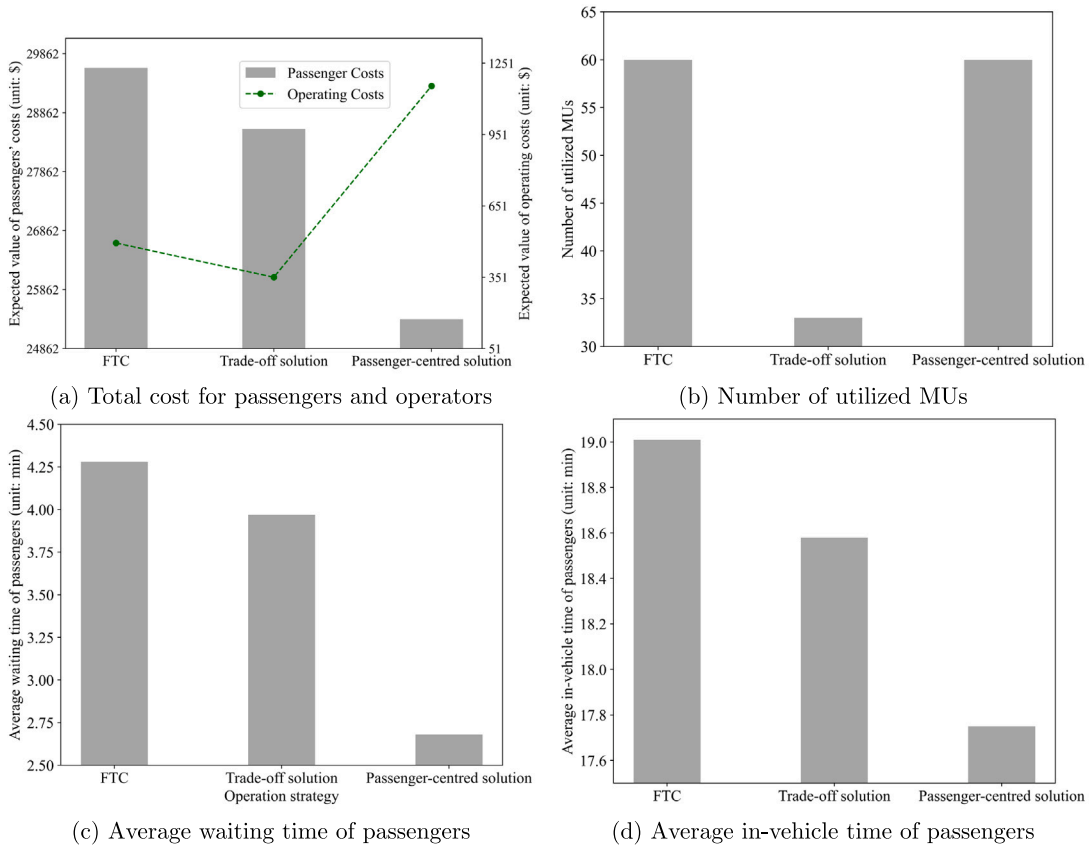 Expected value of passengers' costs (unit: $)
29862
28862
27862
26862
25862
24862
Passenger Costs
Operating Costs
1251
951
651
351
51
Expected value of operating costs (unit: $)
FTC
Trade-off solution
Passenger-centred solution
(a) Total cost for passengers and operators
Number of utilized MUs
65
60
55
50
45
40
35
33
30
FTC
Trade-off solution
Passenger-centred solution
(b) Number of utilized MUs
Average waiting time of passengers (unit: min)
4.50
4.25
4.00
3.75
3.50
3.25
3.00
2.75
2.50
FTC
Trade-off solution
Passenger-centred solution
Operation strategy
(c) Average waiting time of passengers
Average in-vehicle time of passengers (unit: min)
19.0
18.8
18.6
18.4
18.2
18.0
17.8
17.6
FTC
Trade-off solution
Passenger-centred solution
(d) Average in-vehicle time of passengers